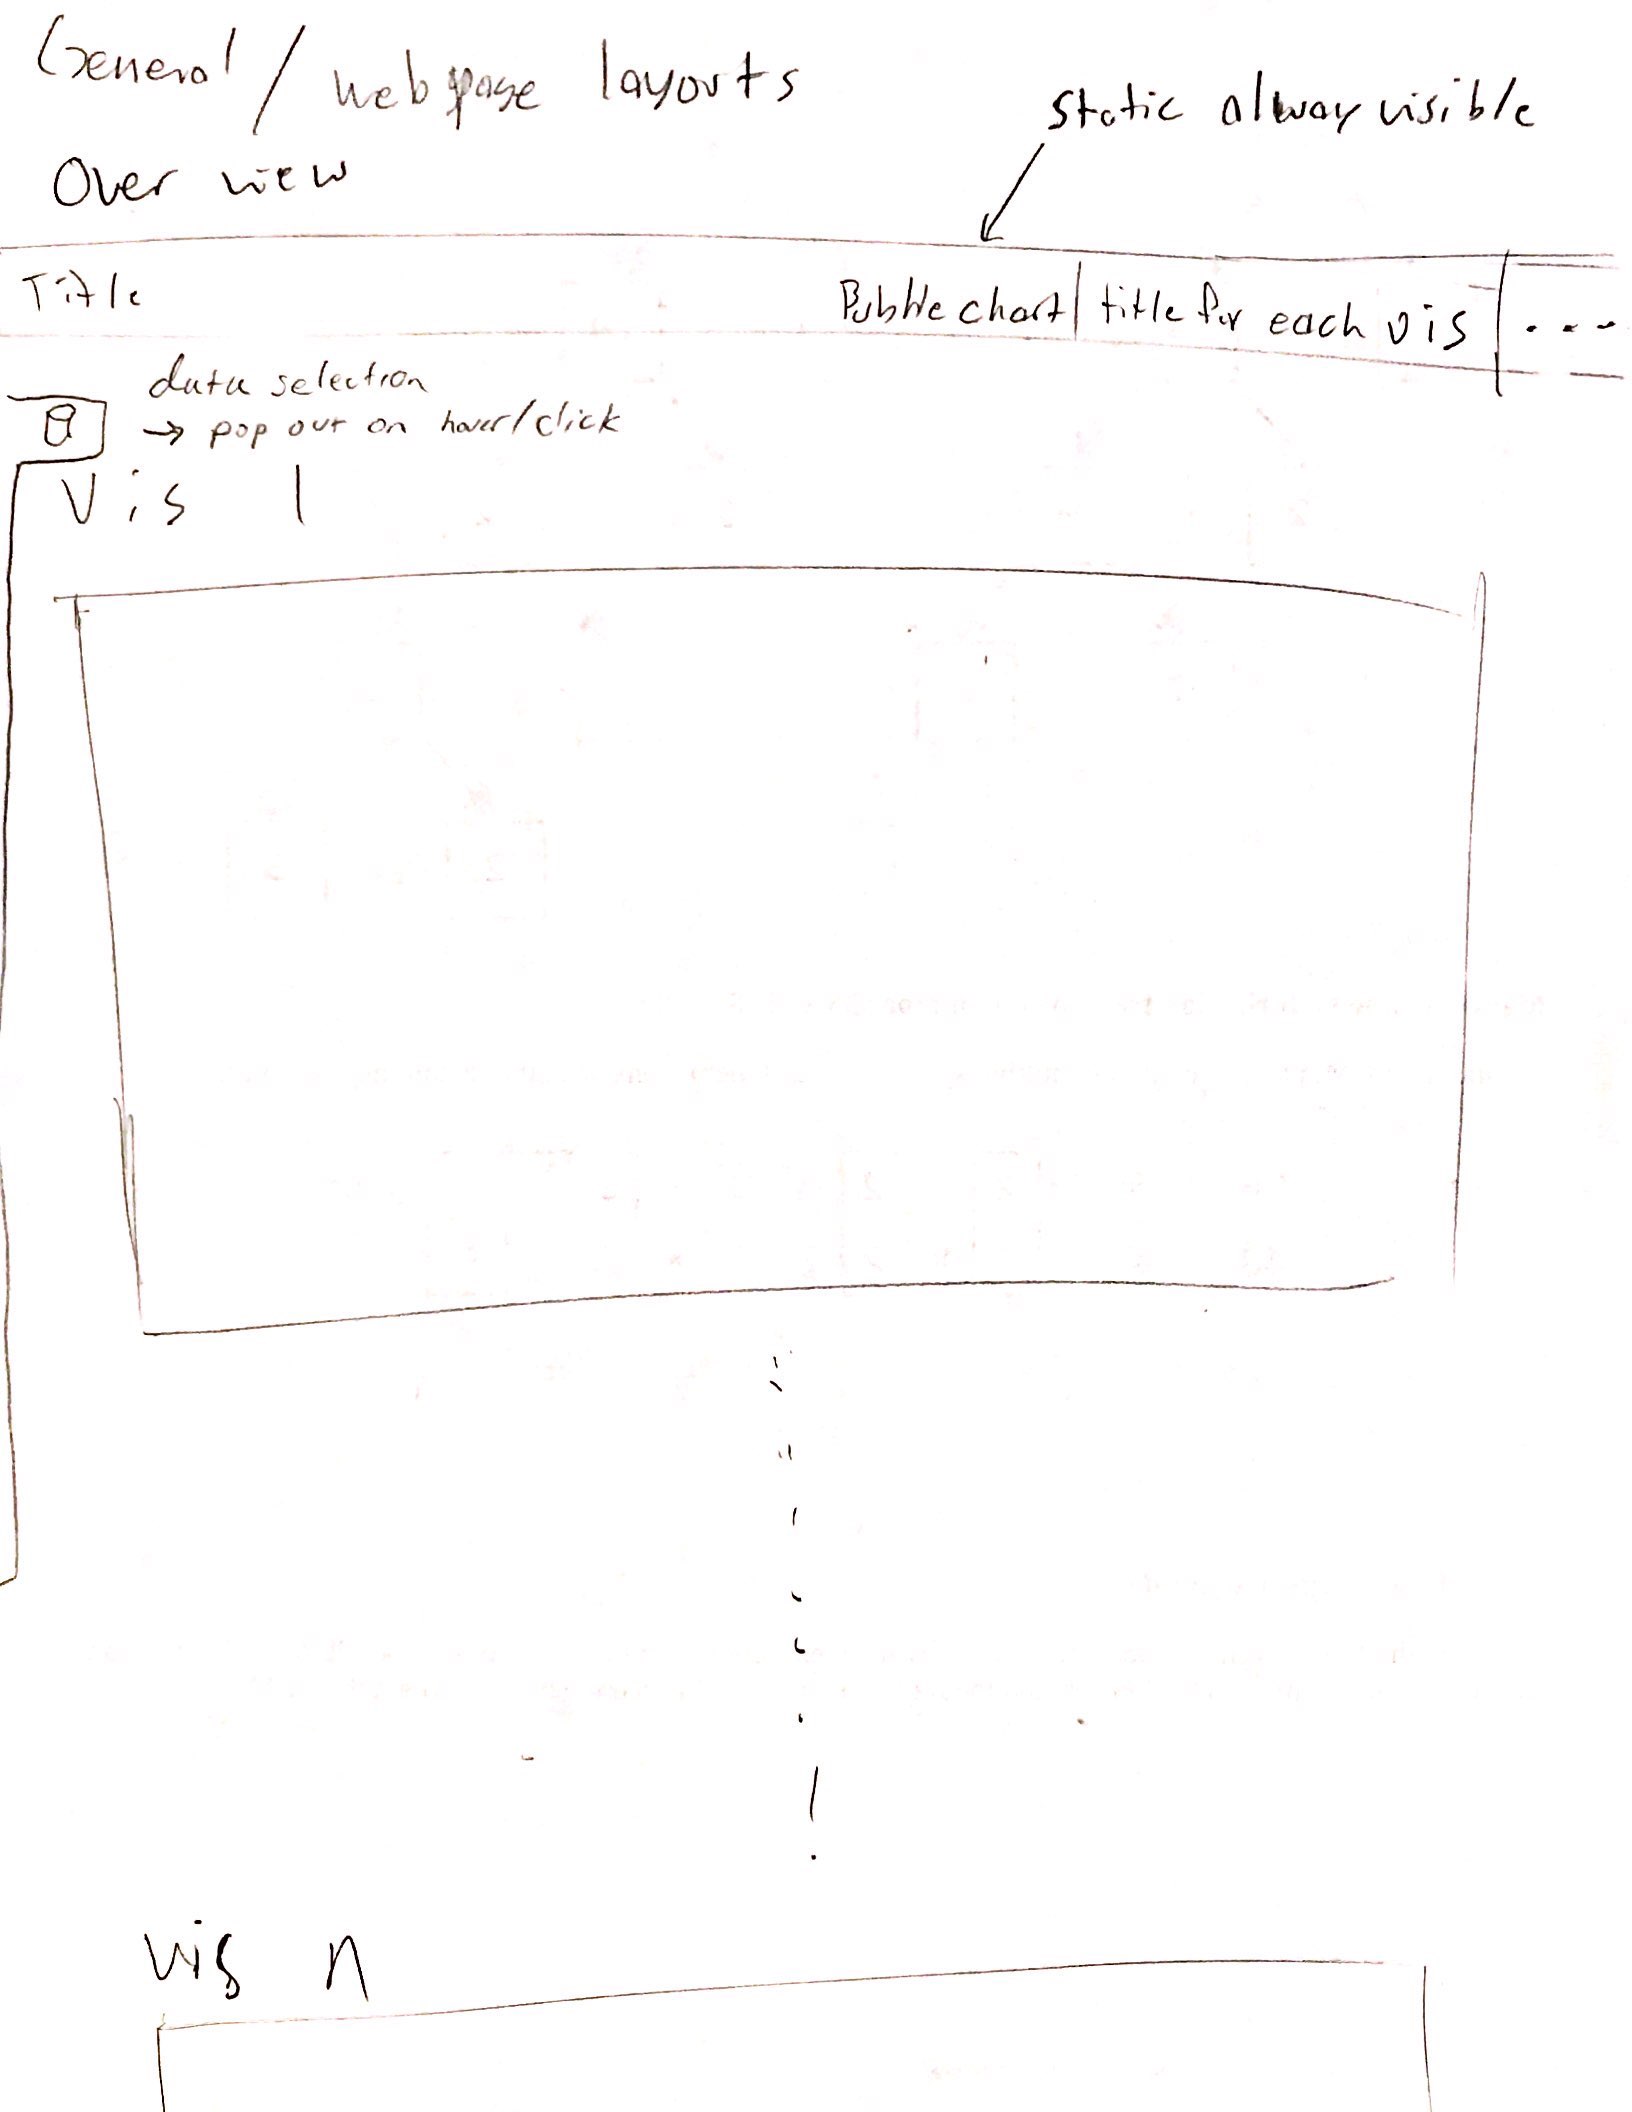 General / webpage layouts
static alway visible
Over view
Title
Bubble chart | title for each vis | ...
data selection
→ pop out on hover/click
Vis 1
vis n